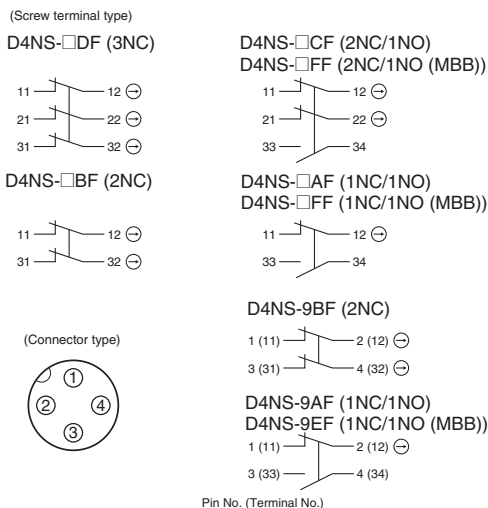 (Screw terminal type)
D4NS-□DF (3NC)
11 12
21 22
31 32
D4NS-□CF (2NC/1NO)
D4NS-□FF (2NC/1NO (MBB))
11 12
21 22
33 34
D4NS-□BF (2NC)
11 12
31 32
D4NS-□AF (1NC/1NO)
D4NS-□FF (1NC/1NO (MBB))
11 12
33 34
(Connector type)
1
2 4
3
D4NS-9BF (2NC)
1 (11) 2 (12)
3 (31) 4 (32)
D4NS-9AF (1NC/1NO)
D4NS-9EF (1NC/1NO (MBB))
1 (11) 2 (12)
3 (33) 4 (34)
Pin No. (Terminal No.)